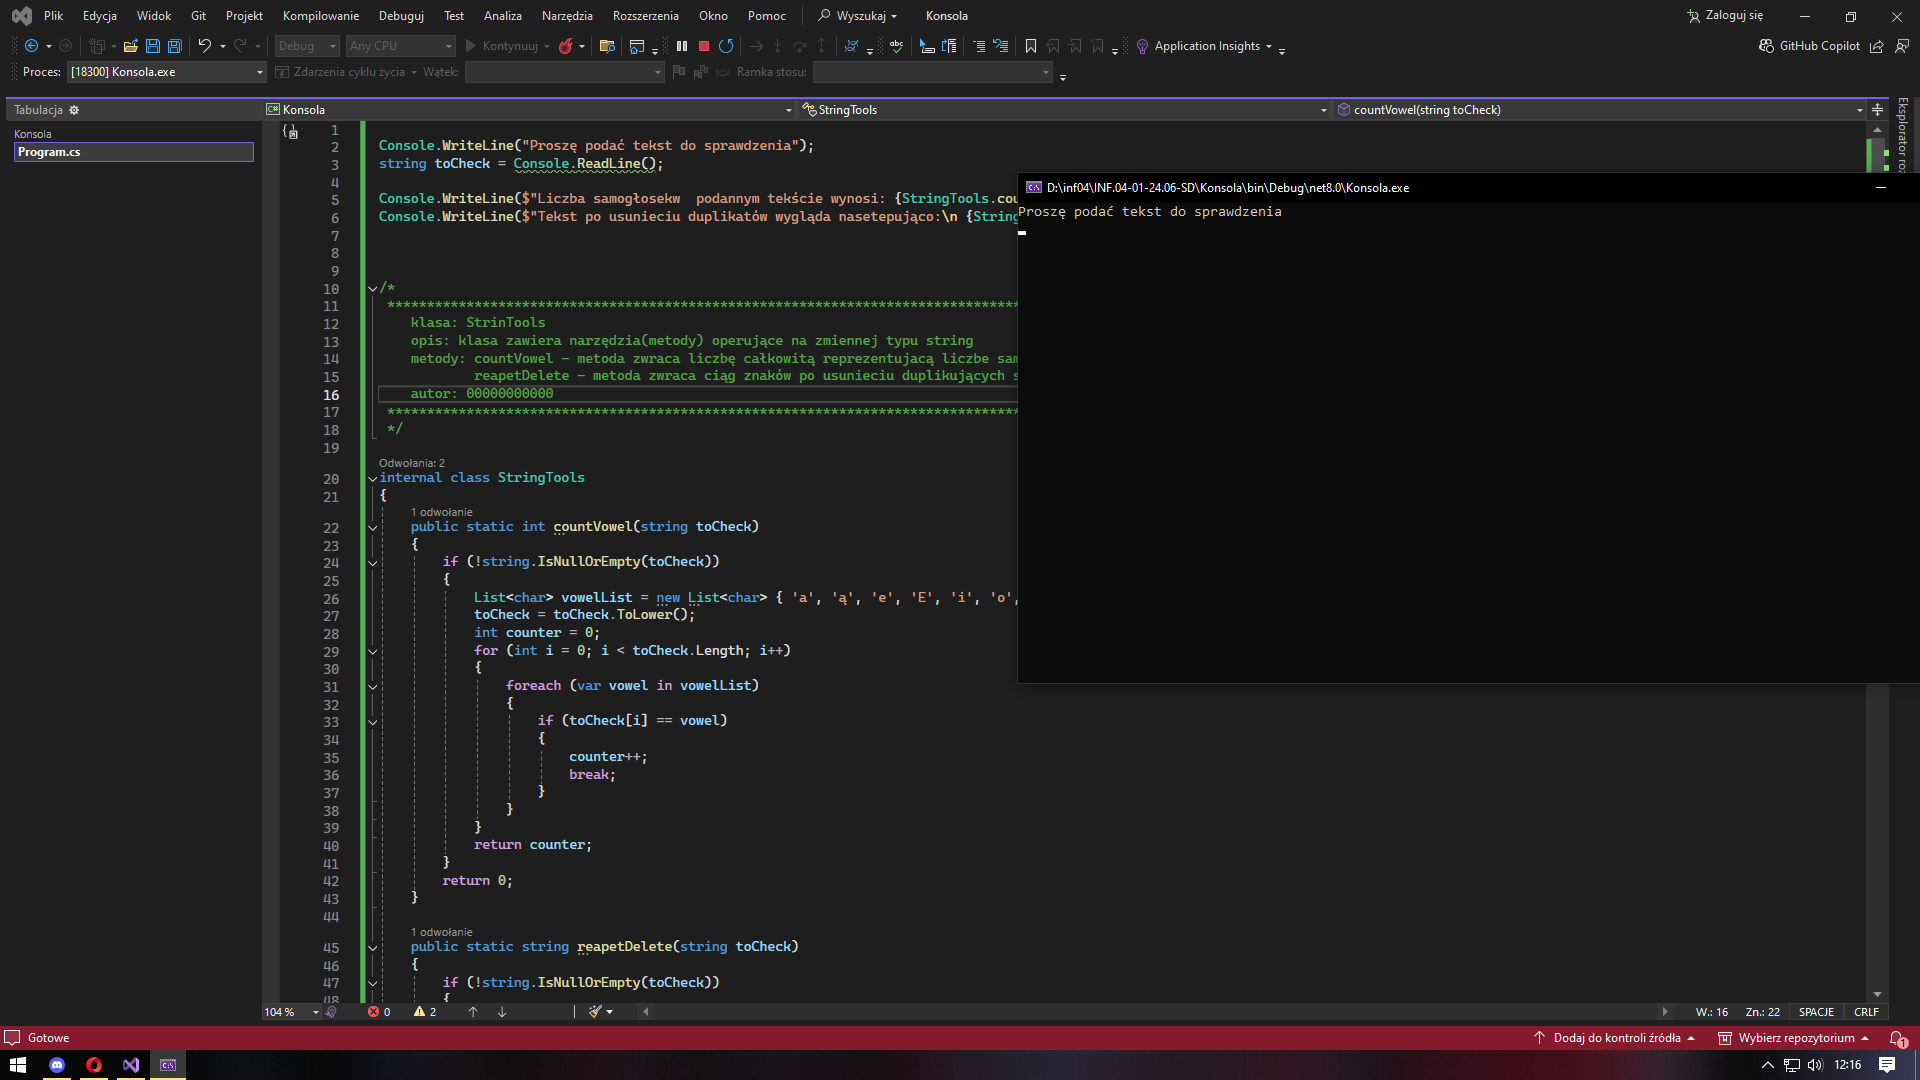 Plik Edycja Widok Git Projekt Kompilowanie Debuguj Test Analiza Narzędzia Rozszerzenia Okno Pomoc Wyszukaj Konsola Zaloguj się
Debug Any CPU Kontynuuj abc Application Insights GitHub Copilot
Proces: [18300] Konsola.exe Zdarzenia cyklu życia Wątek: Ramka stosu:
Tabulacja
Konsola
Program.cs
C# Konsola StringTools countVowel(string toCheck)
Eksplorator roz
1
2 Console.WriteLine("Proszę podać tekst do sprawdzenia");
3 string toCheck = Console.ReadLine();
4
5 Console.WriteLine($"Liczba samogłosekw  podannym tekście wynosi: {StringTools.cou
6 Console.WriteLine($"Tekst po usunieciu duplikatów wygląda nasetepująco:\n {String
7
8
9
10 /*
11 ********************************************************************************
12 klasa: StrinTools
13 opis: klasa zawiera narzędzia(metody) operujące na zmiennej typu string
14 metody: countVowel - metoda zwraca liczbę całkowitą reprezentujacą liczbe sam
15 reapetDelete - metoda zwraca ciąg znaków po usunieciu duplikujących s
16 autor: 00000000000
17 ********************************************************************************
18 */
19
Odwołania: 2
20 internal class StringTools
21 {
1 odwołanie
22 public static int countVowel(string toCheck)
23 {
24 if (!string.IsNullOrEmpty(toCheck))
25 {
26 List<char> vowelList = new List<char> { 'a', 'ą', 'e', 'E', 'i', 'o',
27 toCheck = toCheck.ToLower();
28 int counter = 0;
29 for (int i = 0; i < toCheck.Length; i++)
30 {
31 foreach (var vowel in vowelList)
32 {
33 if (toCheck[i] == vowel)
34 {
35 counter++;
36 break;
37 }
38 }
39 }
40 return counter;
41 }
42 return 0;
43 }
44
1 odwołanie
45 public static string reapetDelete(string toCheck)
46 {
47 if (!string.IsNullOrEmpty(toCheck))
48 {
D:\inf04\INF.04-01-24.06-SD\Konsola\bin\Debug\net8.0\Konsola.exe
Proszę podać tekst do sprawdzenia
104 % 0 2 W.: 16 Zn.: 22 SPACJE CRLF
Gotowe Dodaj do kontroli źródła Wybierz repozytorium 1
12:16